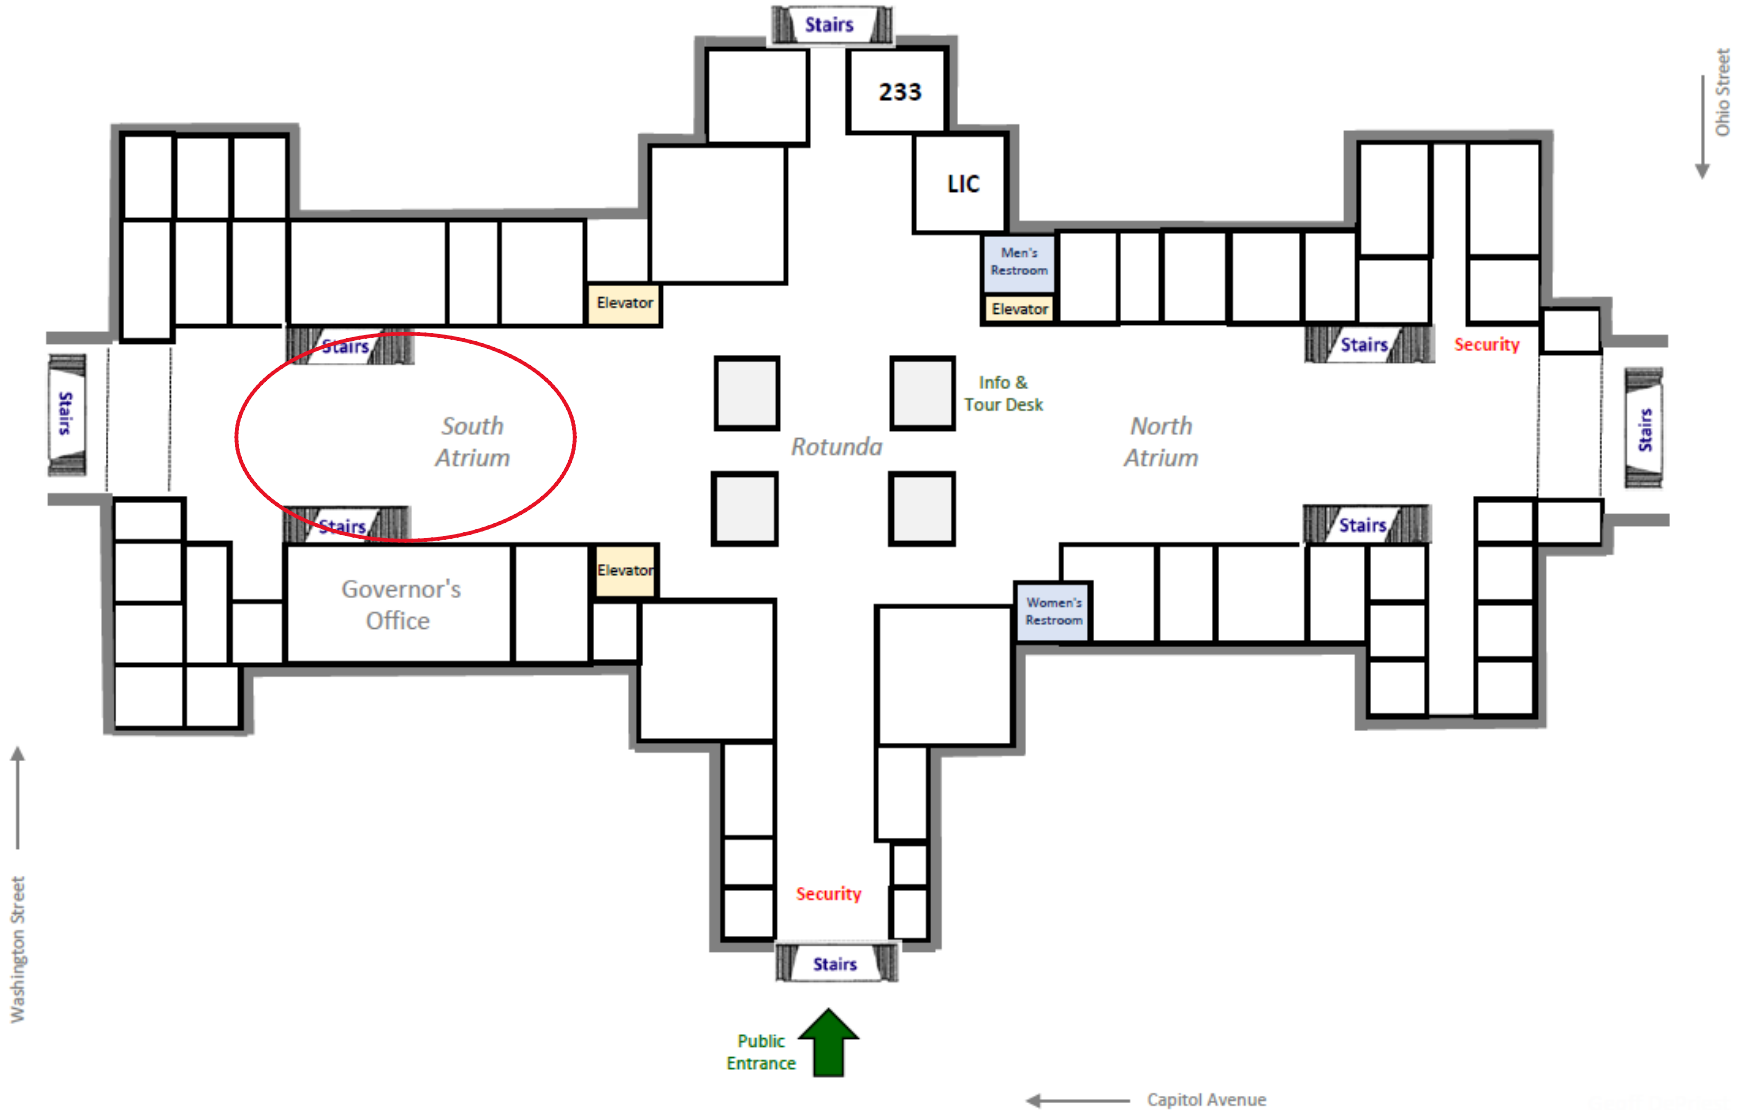 Stairs
233
Ohio Street
LIC
Men's
Restroom
Elevator
Elevator
Stairs
Stairs
Security
Info &
Tour Desk
Stairs
South
Atrium
Rotunda
North
Atrium
Stairs
Stairs
Stairs
Elevator
Governor's
Office
Women's
Restroom
Security
Washington Street
Stairs
Public
Entrance
Capitol Avenue